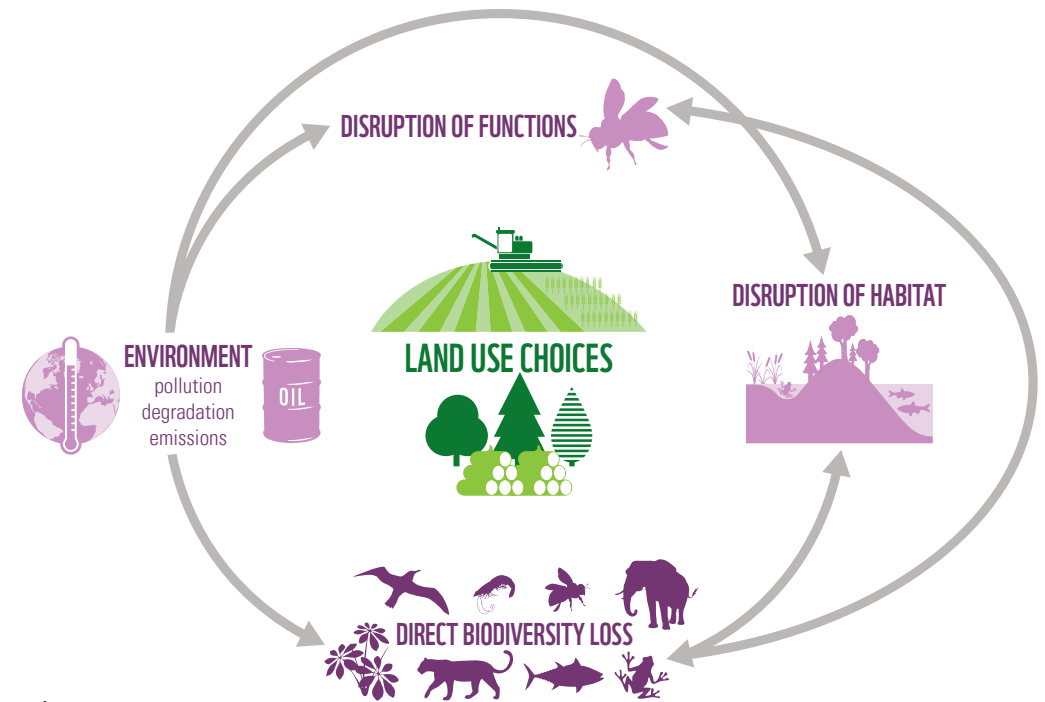 DISRUPTION OF FUNCTIONS
DISRUPTION OF HABITAT
ENVIRONMENT
pollution
degradation
emissions
OIL
LAND USE CHOICES
DIRECT BIODIVERSITY LOSS